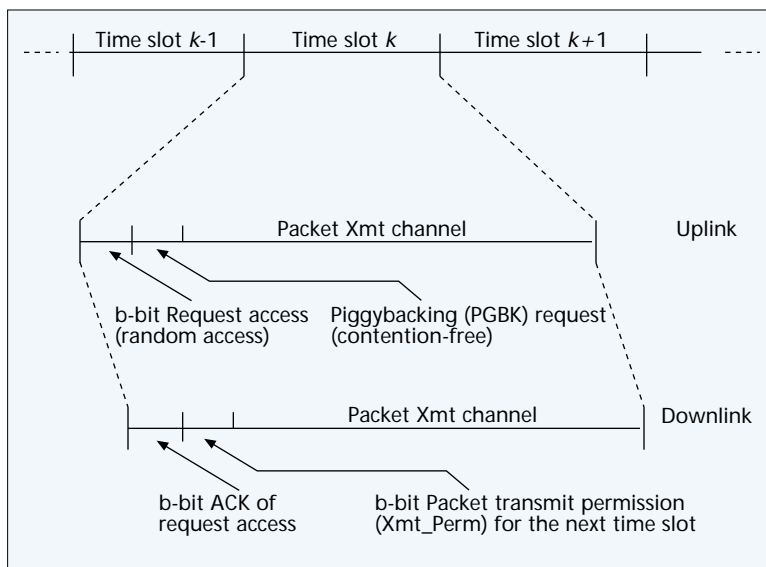 Time slot k-1 Time slot k Time slot k+1
Packet Xmt channel Uplink
b-bit Request access
(random access)
Piggybacking (PGBK) request
(contention-free)
Packet Xmt channel Downlink
b-bit ACK of
request access
b-bit Packet transmit permission
(Xmt_Perm) for the next time slot